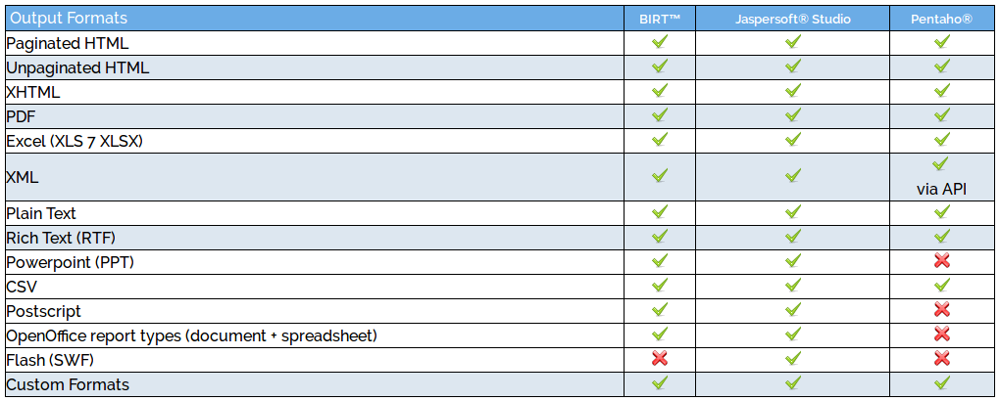 Output Formats BIRT™ Jaspersoft® Studio Pentaho®
Paginated HTML
Unpaginated HTML
XHTML
PDF
Excel (XLS 7 XLSX)
XML via API
Plain Text
Rich Text (RTF)
Powerpoint (PPT)
CSV
Postscript
OpenOffice report types (document + spreadsheet)
Flash (SWF)
Custom Formats